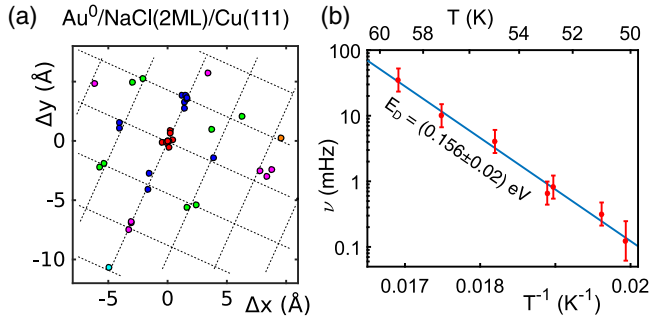 (a) Au⁰/NaCl(2ML)/Cu(111)
Δy (Å)
5
0
-5
-10
-5 0 5
Δx (Å)
(b) T (K)
60 58 56 54 52 50
100
10
1
0.1
ν (mHz)
E_D = (0.156±0.02) eV
0.017 0.018 0.02
T⁻¹ (K⁻¹)